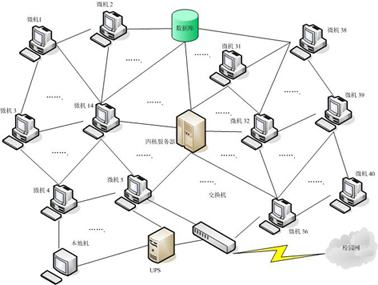 微机 2
数据库
微机1
微机 38
微机 31
……
……
……
微机 39
……
微机 3
微机 14
……
内核服务器
微机 32
……
……
……
……
微机 5
微机 40
微机 4
交换机
微机 36
本地机
校园网
UPS